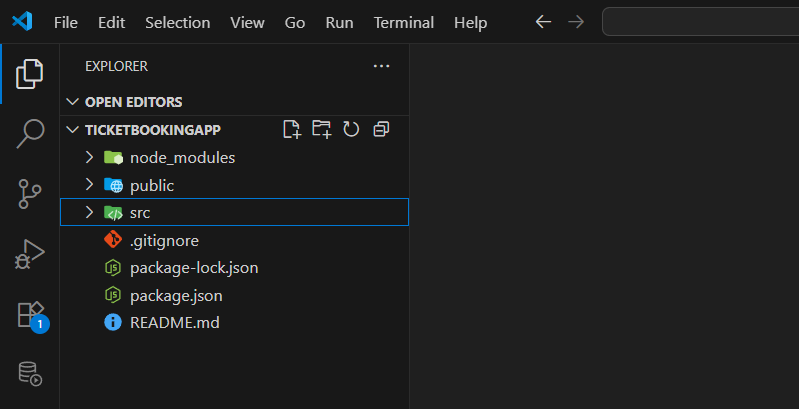 File Edit Selection View Go Run Terminal Help
EXPLORER
OPEN EDITORS
TICKETBOOKINGAPP
node_modules
public
src
.gitignore
package-lock.json
package.json
README.md
1